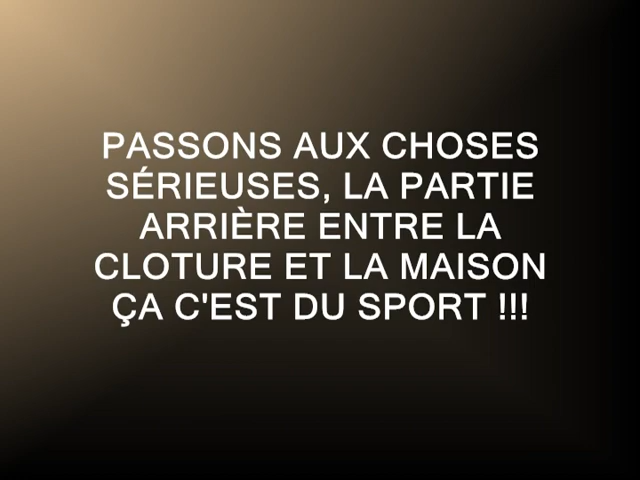 PASSONS AUX CHOSES
SÉRIEUSES, LA PARTIE
ARRIÈRE ENTRE LA
CLOTURE ET LA MAISON
ÇA C'EST DU SPORT !!!